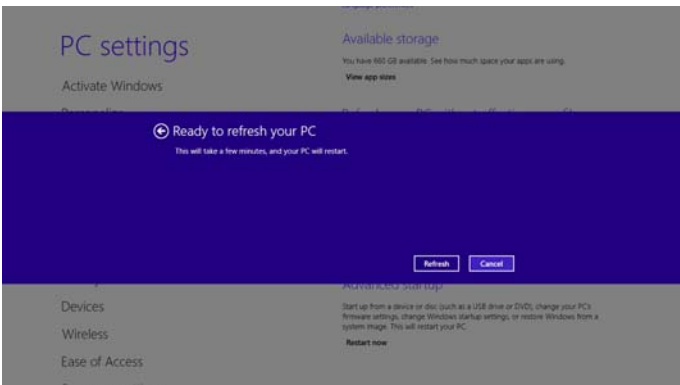 PC settings
Activate Windows
Available storage
You have 660 GB available. See how much space your apps are using.
View app sizes
Ready to refresh your PC
This will take a few minutes, and your PC will restart.
Refresh
Cancel
Devices
Wireless
Ease of Access
Advanced startup
Start up from a device or disc (such as a USB drive or DVD), change your PC's
firmware settings, change Windows startup settings, or restore Windows from a
system image. This will restart your PC.
Restart now